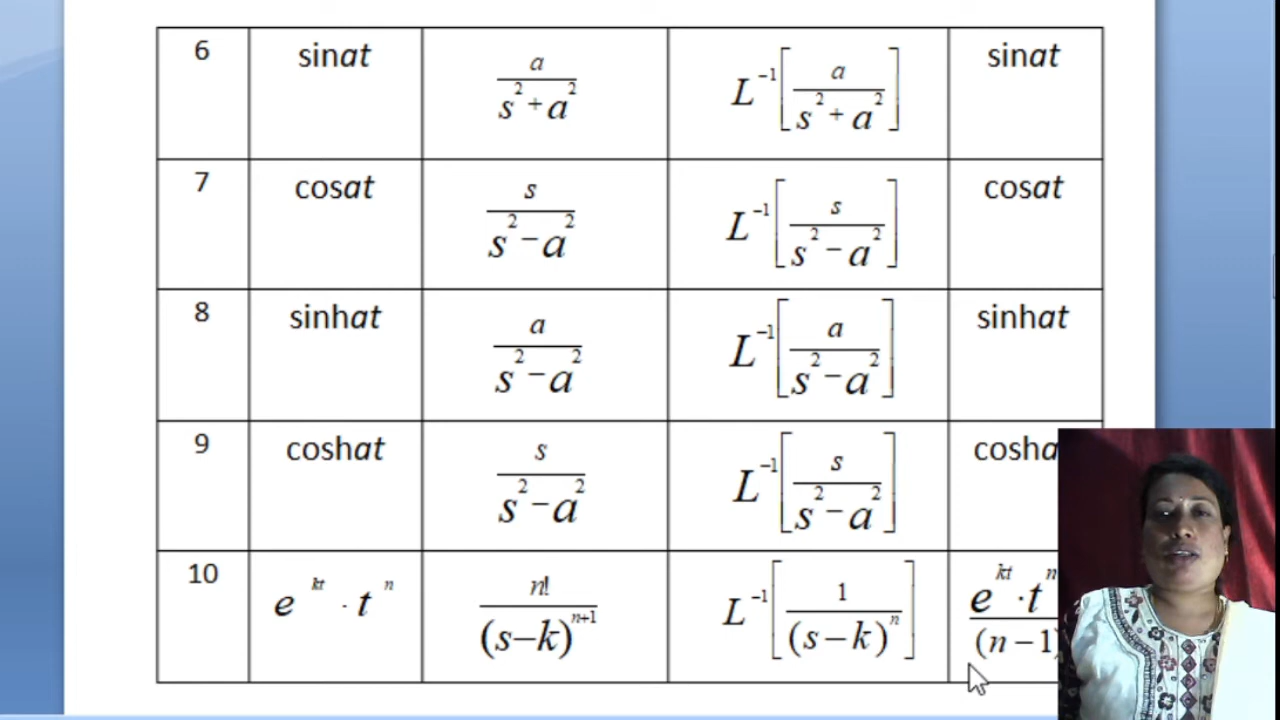 6 sinat a/(s²+a²) L⁻¹[a/(s²+a²)] sinat
7 cosat s/(s²−a²) L⁻¹[s/(s²−a²)] cosat
8 sinhat a/(s²−a²) L⁻¹[a/(s²−a²)] sinhat
9 coshat s/(s²−a²) L⁻¹[s/(s²−a²)] cosha
10 e^kt · t^n n!/(s−k)^(n+1) L⁻¹[1/(s−k)^n] e^kt · t^n/(n−1)